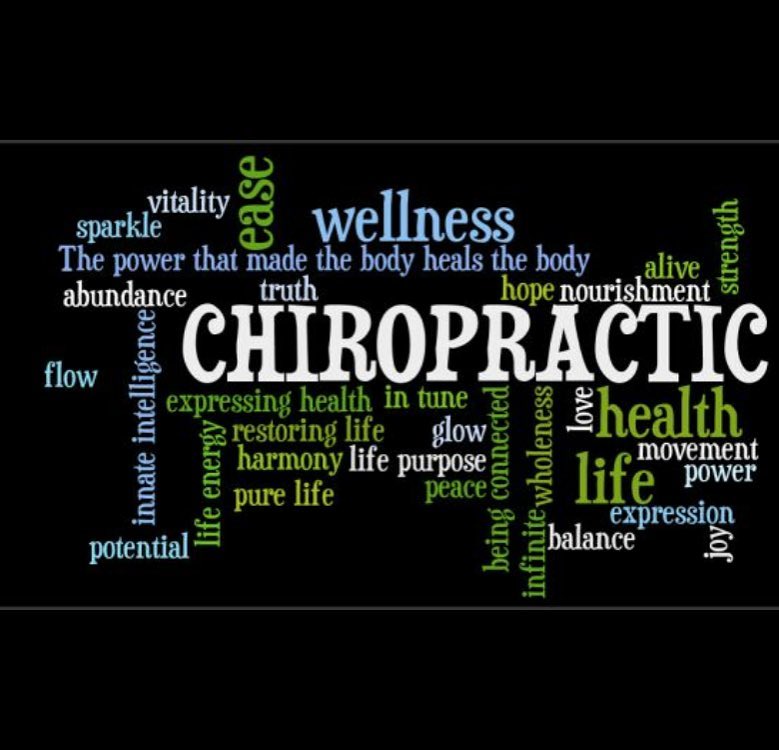 ease
vitality
sparkle
wellness
strength
The power that made the body heals the body
alive
abundance
truth
hope
nourishment
CHIROPRACTIC
innate intelligence
flow
expressing health
in tune
being connected
infinite wholeness
love
health
life energy
restoring life
glow
movement
harmony
life purpose
life
power
pure life
peace
expression
potential
balance
joy